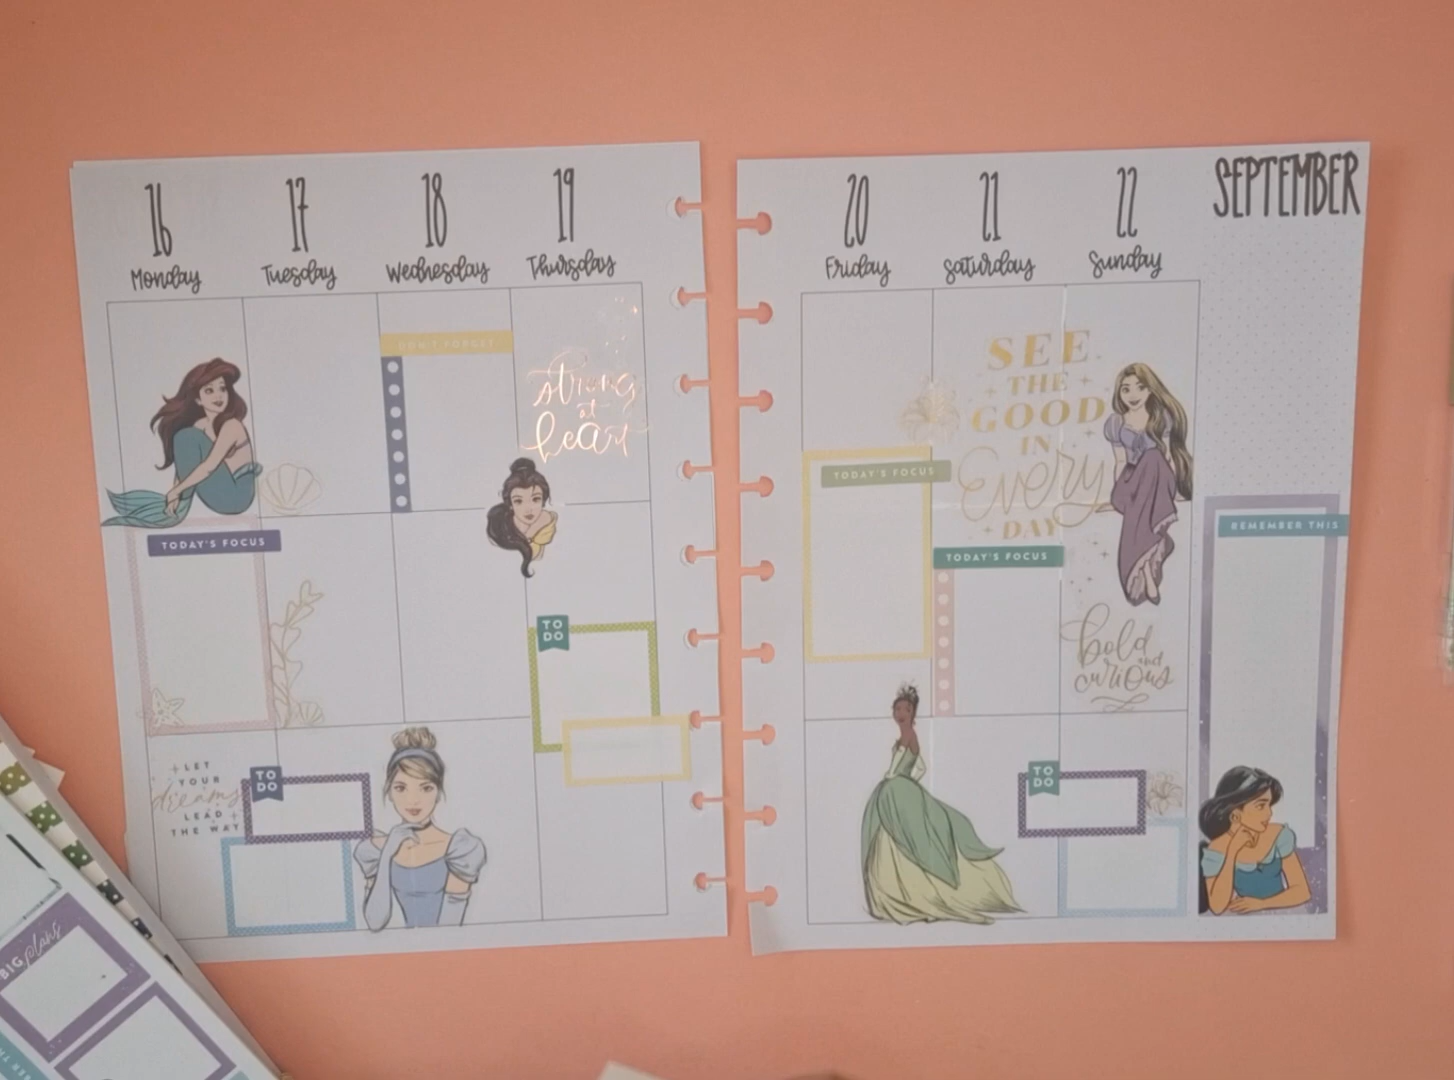 16
17
18
19
Monday
Tuesday
Wednesday
Thursday
DON'T FORGET
strong
at
heart
TODAY'S FOCUS
TO
DO
LET
YOUR
dreams
LEAD
THE WAY
TO
DO
20
21
22
SEPTEMBER
Friday
Saturday
Sunday
SEE
THE
GOOD
IN
Every
DAY
TODAY'S FOCUS
TODAY'S FOCUS
REMEMBER THIS
bold
and
curious
TO
DO
BIG plans